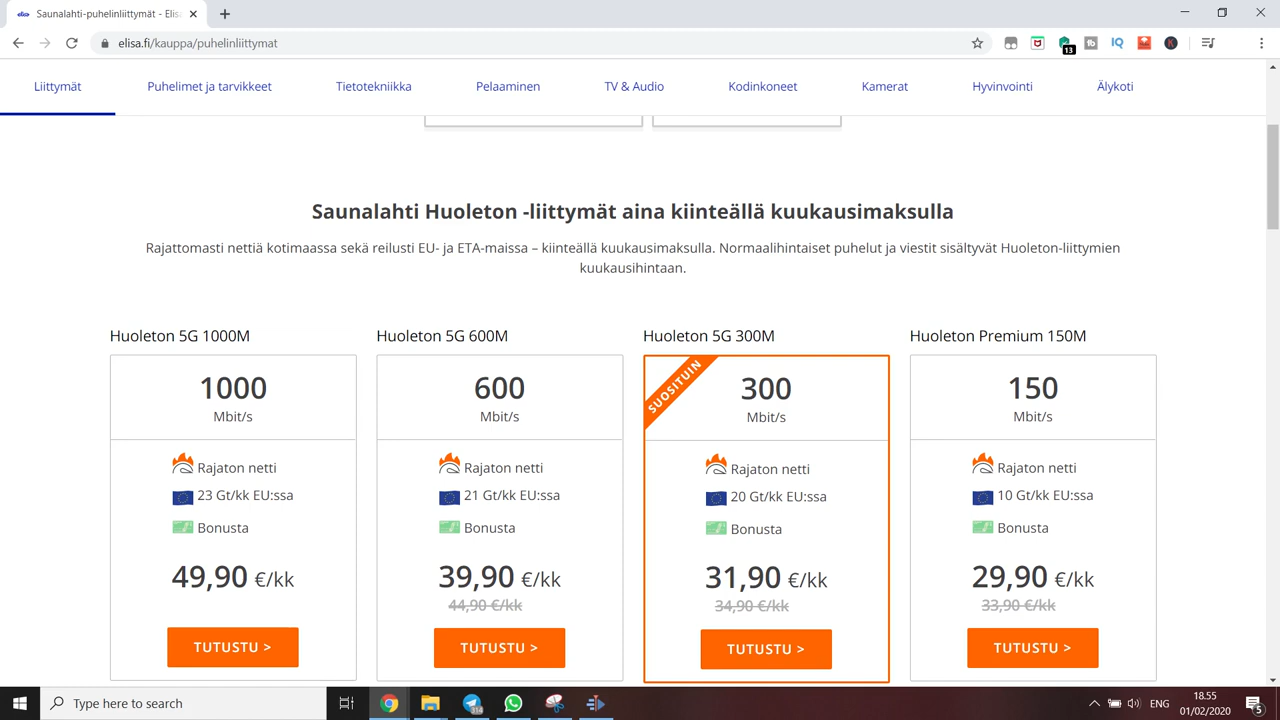 Saunalahti-puhelinliittymät - Elis
elisa.fi/kauppa/puhelinliittymat
13
Liittymät
Puhelimet ja tarvikkeet
Tietotekniikka
Pelaaminen
TV & Audio
Kodinkoneet
Kamerat
Hyvinvointi
Älykoti
Saunalahti Huoleton -liittymät aina kiinteällä kuukausimaksulla
Rajattomasti nettiä kotimaassa sekä reilusti EU- ja ETA-maissa – kiinteällä kuukausimaksulla. Normaalihintaiset puhelut ja viestit sisältyvät Huoleton-liittymien
kuukausihintaan.
Huoleton 5G 1000M
1000
Mbit/s
Rajaton netti
23 Gt/kk EU:ssa
Bonusta
49,90 €/kk
TUTUSTU >
Huoleton 5G 600M
600
Mbit/s
Rajaton netti
21 Gt/kk EU:ssa
Bonusta
39,90 €/kk
44,90 €/kk
TUTUSTU >
Huoleton 5G 300M
SUOSITUIN
300
Mbit/s
Rajaton netti
20 Gt/kk EU:ssa
Bonusta
31,90 €/kk
34,90 €/kk
TUTUSTU >
Huoleton Premium 150M
150
Mbit/s
Rajaton netti
10 Gt/kk EU:ssa
Bonusta
29,90 €/kk
33,90 €/kk
TUTUSTU >
Type here to search
ENG
18.55
01/02/2020
5